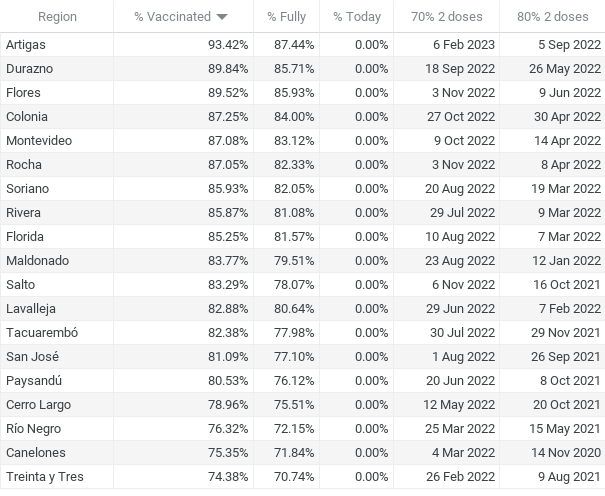 Region % Vaccinated % Fully % Today 70% 2 doses 80% 2 doses
Artigas 93.42% 87.44% 0.00% 6 Feb 2023 5 Sep 2022
Durazno 89.84% 85.71% 0.00% 18 Sep 2022 26 May 2022
Flores 89.52% 85.93% 0.00% 3 Nov 2022 9 Jun 2022
Colonia 87.25% 84.00% 0.00% 27 Oct 2022 30 Apr 2022
Montevideo 87.08% 83.12% 0.00% 9 Oct 2022 14 Apr 2022
Rocha 87.05% 82.33% 0.00% 3 Nov 2022 8 Apr 2022
Soriano 85.93% 82.05% 0.00% 20 Aug 2022 19 Mar 2022
Rivera 85.87% 81.08% 0.00% 29 Jul 2022 9 Mar 2022
Florida 85.25% 81.57% 0.00% 10 Aug 2022 7 Mar 2022
Maldonado 83.77% 79.51% 0.00% 23 Aug 2022 12 Jan 2022
Salto 83.29% 78.07% 0.00% 6 Nov 2022 16 Oct 2021
Lavalleja 82.88% 80.64% 0.00% 29 Jun 2022 7 Feb 2022
Tacuarembó 82.38% 77.98% 0.00% 30 Jul 2022 29 Nov 2021
San José 81.09% 77.10% 0.00% 1 Aug 2022 26 Sep 2021
Paysandú 80.53% 76.12% 0.00% 20 Jun 2022 8 Oct 2021
Cerro Largo 78.96% 75.51% 0.00% 12 May 2022 20 Oct 2021
Río Negro 76.32% 72.15% 0.00% 25 Mar 2022 15 May 2021
Canelones 75.35% 71.84% 0.00% 4 Mar 2022 14 Nov 2020
Treinta y Tres 74.38% 70.74% 0.00% 26 Feb 2022 9 Aug 2021